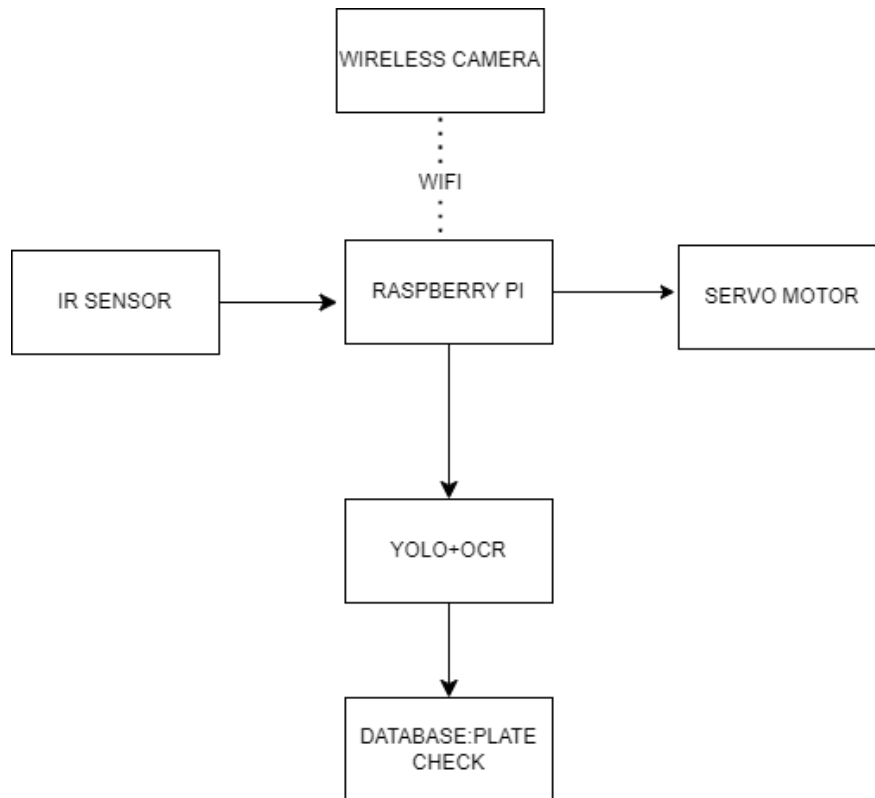 WIRELESS CAMERA
WIFI
IR SENSOR
RASPBERRY PI
SERVO MOTOR
YOLO+OCR
DATABASE:PLATE
CHECK